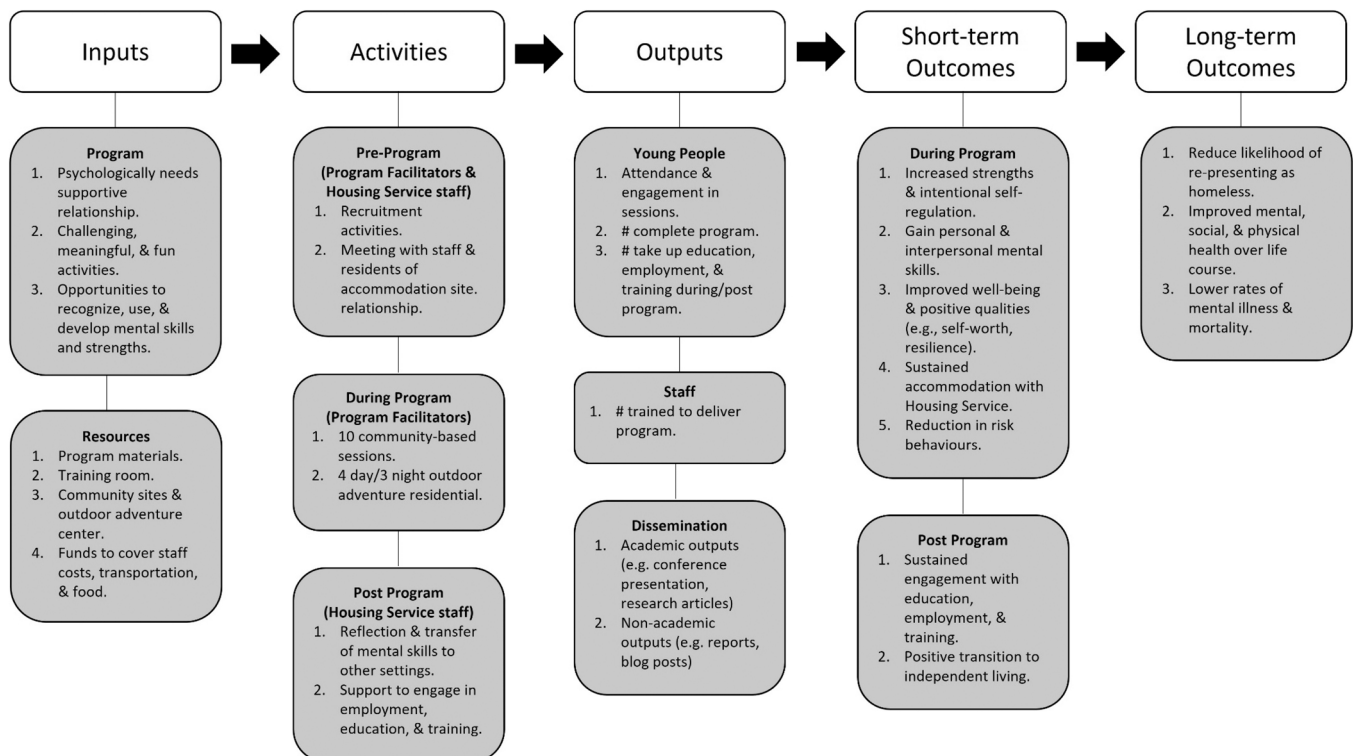 Inputs
Activities
Outputs
Short-term
Outcomes
Long-term
Outcomes
Program
1. Psychologically needs
supportive
relationship.
2. Challenging,
meaningful, & fun
activities.
3. Opportunities to
recognize, use, &
develop mental skills
and strengths.
Resources
1. Program materials.
2. Training room.
3. Community sites &
outdoor adventure
center.
4. Funds to cover staff
costs, transportation,
& food.
Pre-Program
(Program Facilitators &
Housing Service staff)
1. Recruitment
activities.
2. Meeting with staff &
residents of
accommodation site.
relationship.
During Program
(Program Facilitators)
1. 10 community-based
sessions.
2. 4 day/3 night outdoor
adventure residential.
Post Program
(Housing Service staff)
1. Reflection & transfer
of mental skills to
other settings.
2. Support to engage in
employment,
education, & training.
Young People
1. Attendance &
engagement in
sessions.
2. # complete program.
3. # take up education,
employment, &
training during/post
program.
Staff
1. # trained to deliver
program.
Dissemination
1. Academic outputs
(e.g. conference
presentation,
research articles)
2. Non-academic
outputs (e.g. reports,
blog posts)
During Program
1. Increased strengths
& intentional self-
regulation.
2. Gain personal &
interpersonal mental
skills.
3. Improved well-being
& positive qualities
(e.g., self-worth,
resilience).
4. Sustained
accommodation with
Housing Service.
5. Reduction in risk
behaviours.
Post Program
1. Sustained
engagement with
education,
employment, &
training.
2. Positive transition to
independent living.
1. Reduce likelihood of
re-presenting as
homeless.
2. Improved mental,
social, & physical
health over life
course.
3. Lower rates of
mental illness &
mortality.